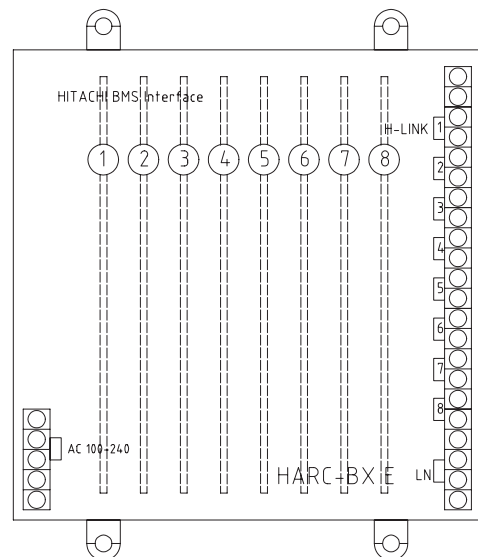 HITACHI BMS Interface
H-LINK 1
1 2 3 4 5 6 7 8
2
3
4
5
6
7
8
AC 100-240
HARC-BX E
LN